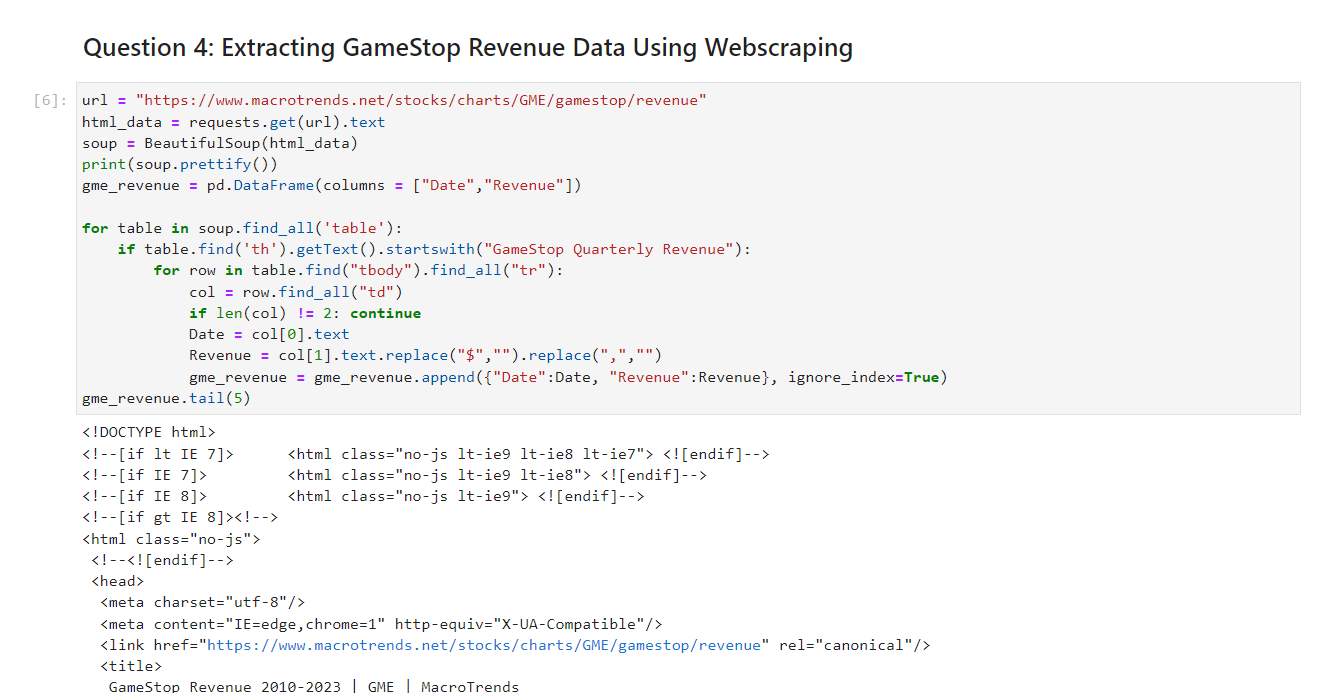 Question 4: Extracting GameStop Revenue Data Using Webscraping
[6]:
url = "https://www.macrotrends.net/stocks/charts/GME/gamestop/revenue"
html_data = requests.get(url).text
soup = BeautifulSoup(html_data)
print(soup.prettify())
gme_revenue = pd.DataFrame(columns = ["Date","Revenue"])

for table in soup.find_all('table'):
    if table.find('th').getText().startswith("GameStop Quarterly Revenue"):
        for row in table.find("tbody").find_all("tr"):
            col = row.find_all("td")
            if len(col) != 2: continue
            Date = col[0].text
            Revenue = col[1].text.replace("$","").replace(",","")
            gme_revenue = gme_revenue.append({"Date":Date, "Revenue":Revenue}, ignore_index=True)
gme_revenue.tail(5)
<!DOCTYPE html>
<!--[if lt IE 7]>      <html class="no-js lt-ie9 lt-ie8 lt-ie7"> <![endif]-->
<!--[if IE 7]>         <html class="no-js lt-ie9 lt-ie8"> <![endif]-->
<!--[if IE 8]>         <html class="no-js lt-ie9"> <![endif]-->
<!--[if gt IE 8]><!-->
<html class="no-js">
 <!--<![endif]-->
 <head>
  <meta charset="utf-8"/>
  <meta content="IE=edge,chrome=1" http-equiv="X-UA-Compatible"/>
  <link href="https://www.macrotrends.net/stocks/charts/GME/gamestop/revenue" rel="canonical"/>
  <title>
   GameStop Revenue 2010-2023 | GME | MacroTrends